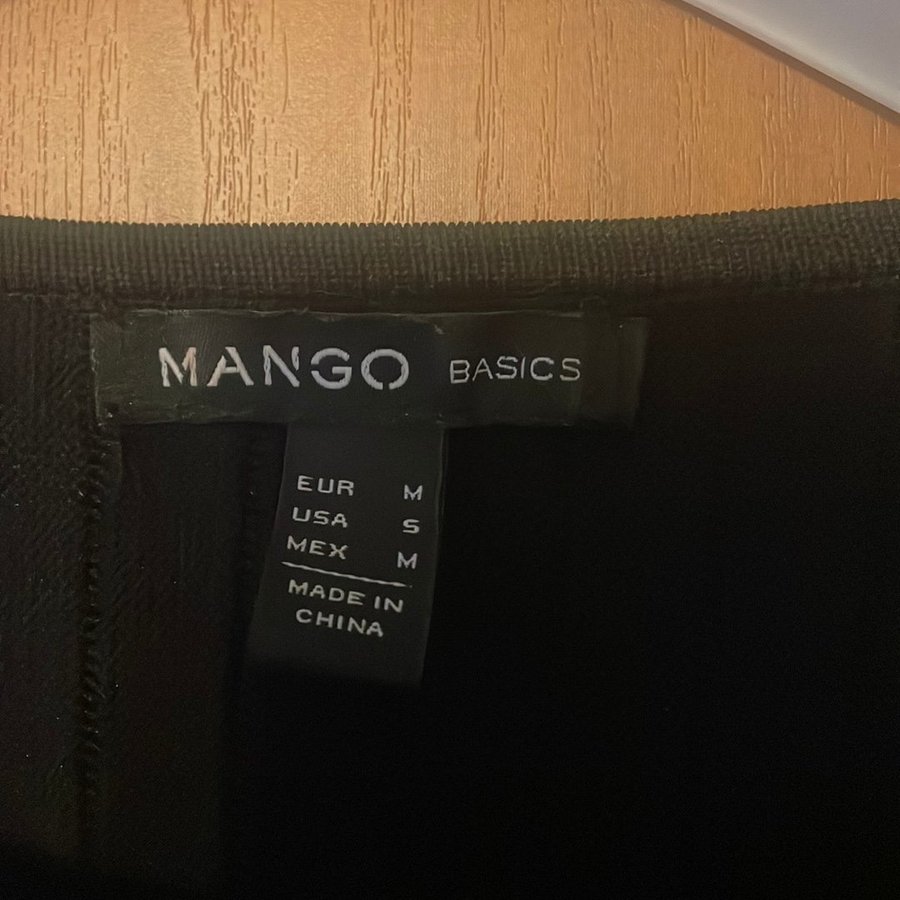 MANGO BASICS
EUR M
USA S
MEX M
MADE IN
CHINA